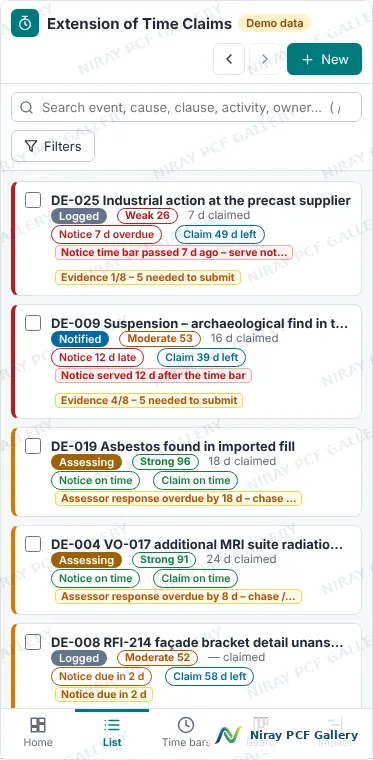 Extension of Time Claims Demo data
New
Search event, cause, clause, activity, owner... ( /
Filters
DE-025 Industrial action at the precast supplier
Logged Weak 26 7 d claimed
Notice 7 d overdue Claim 49 d left
Notice time bar passed 7 d ago – serve not...
Evidence 1/8 – 5 needed to submit
DE-009 Suspension – archaeological find in t...
Notified Moderate 53 16 d claimed
Notice 12 d late Claim 39 d left
Notice served 12 d after the time bar
Evidence 4/8 – 5 needed to submit
DE-019 Asbestos found in imported fill
Assessing Strong 96 18 d claimed
Notice on time Claim on time
Assessor response overdue by 18 d – chase ...
DE-004 VO-017 additional MRI suite radiatio...
Assessing Strong 91 24 d claimed
Notice on time Claim on time
Assessor response overdue by 8 d – chase /...
DE-008 RFI-214 façade bracket detail unans...
Logged Moderate 52 — claimed
Notice due in 2 d Claim 58 d left
Notice due in 2 d
Home List Time bars Board Impact
Niray PCF Gallery
NIRAY PCF GALLERY